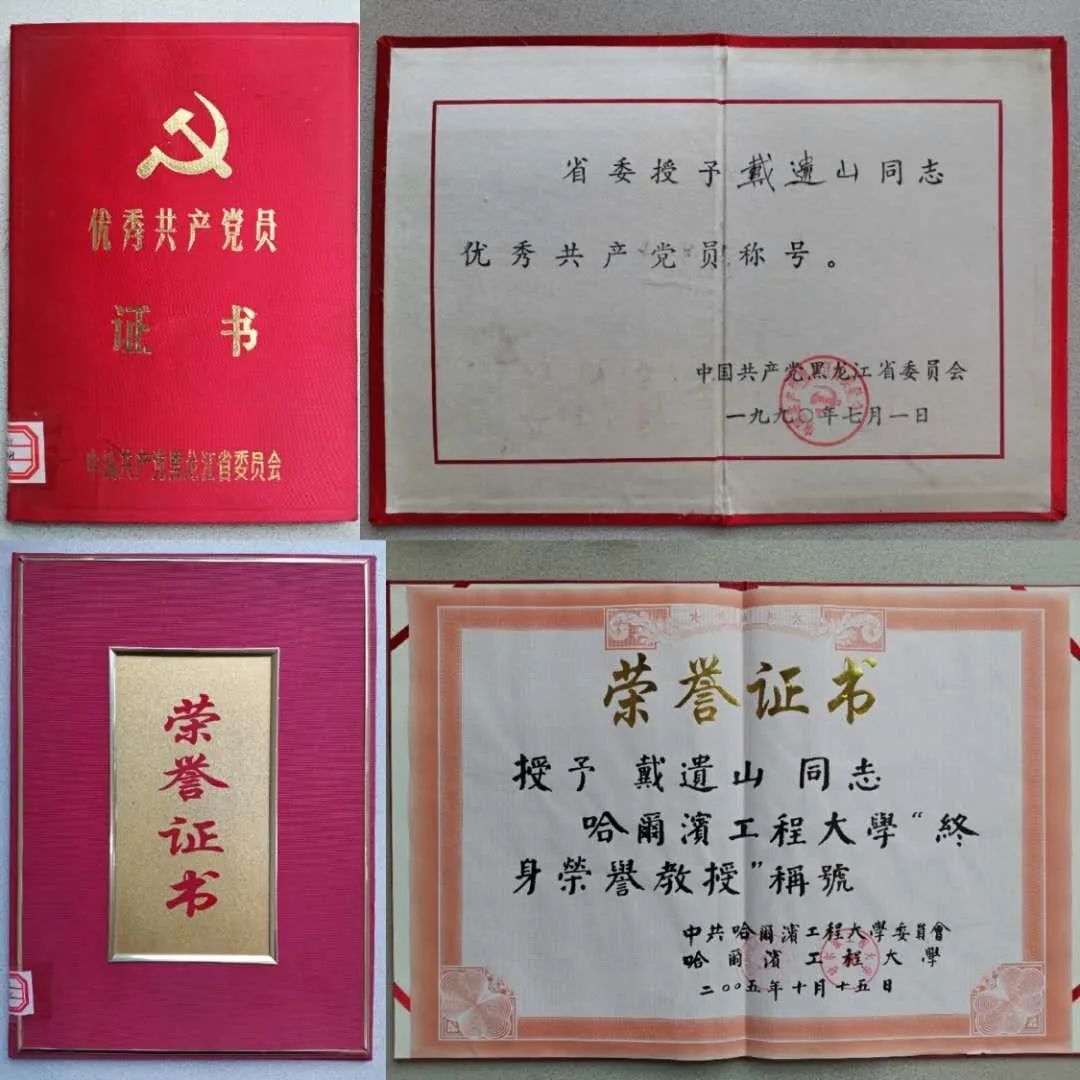 优秀共产党员
证书
中国共产党黑龙江省委员会
省委授予戴遗山同志
优秀共产党员称号。
中国共产党黑龙江省委员会
一九九〇年七月一日
荣誉证书
荣誉证书
授予 戴遺山 同志
哈爾濱工程大學“終
身榮譽教授”稱號
中共哈爾濱工程大學委員會
哈爾濱工程大學
二〇〇五年十月十五日